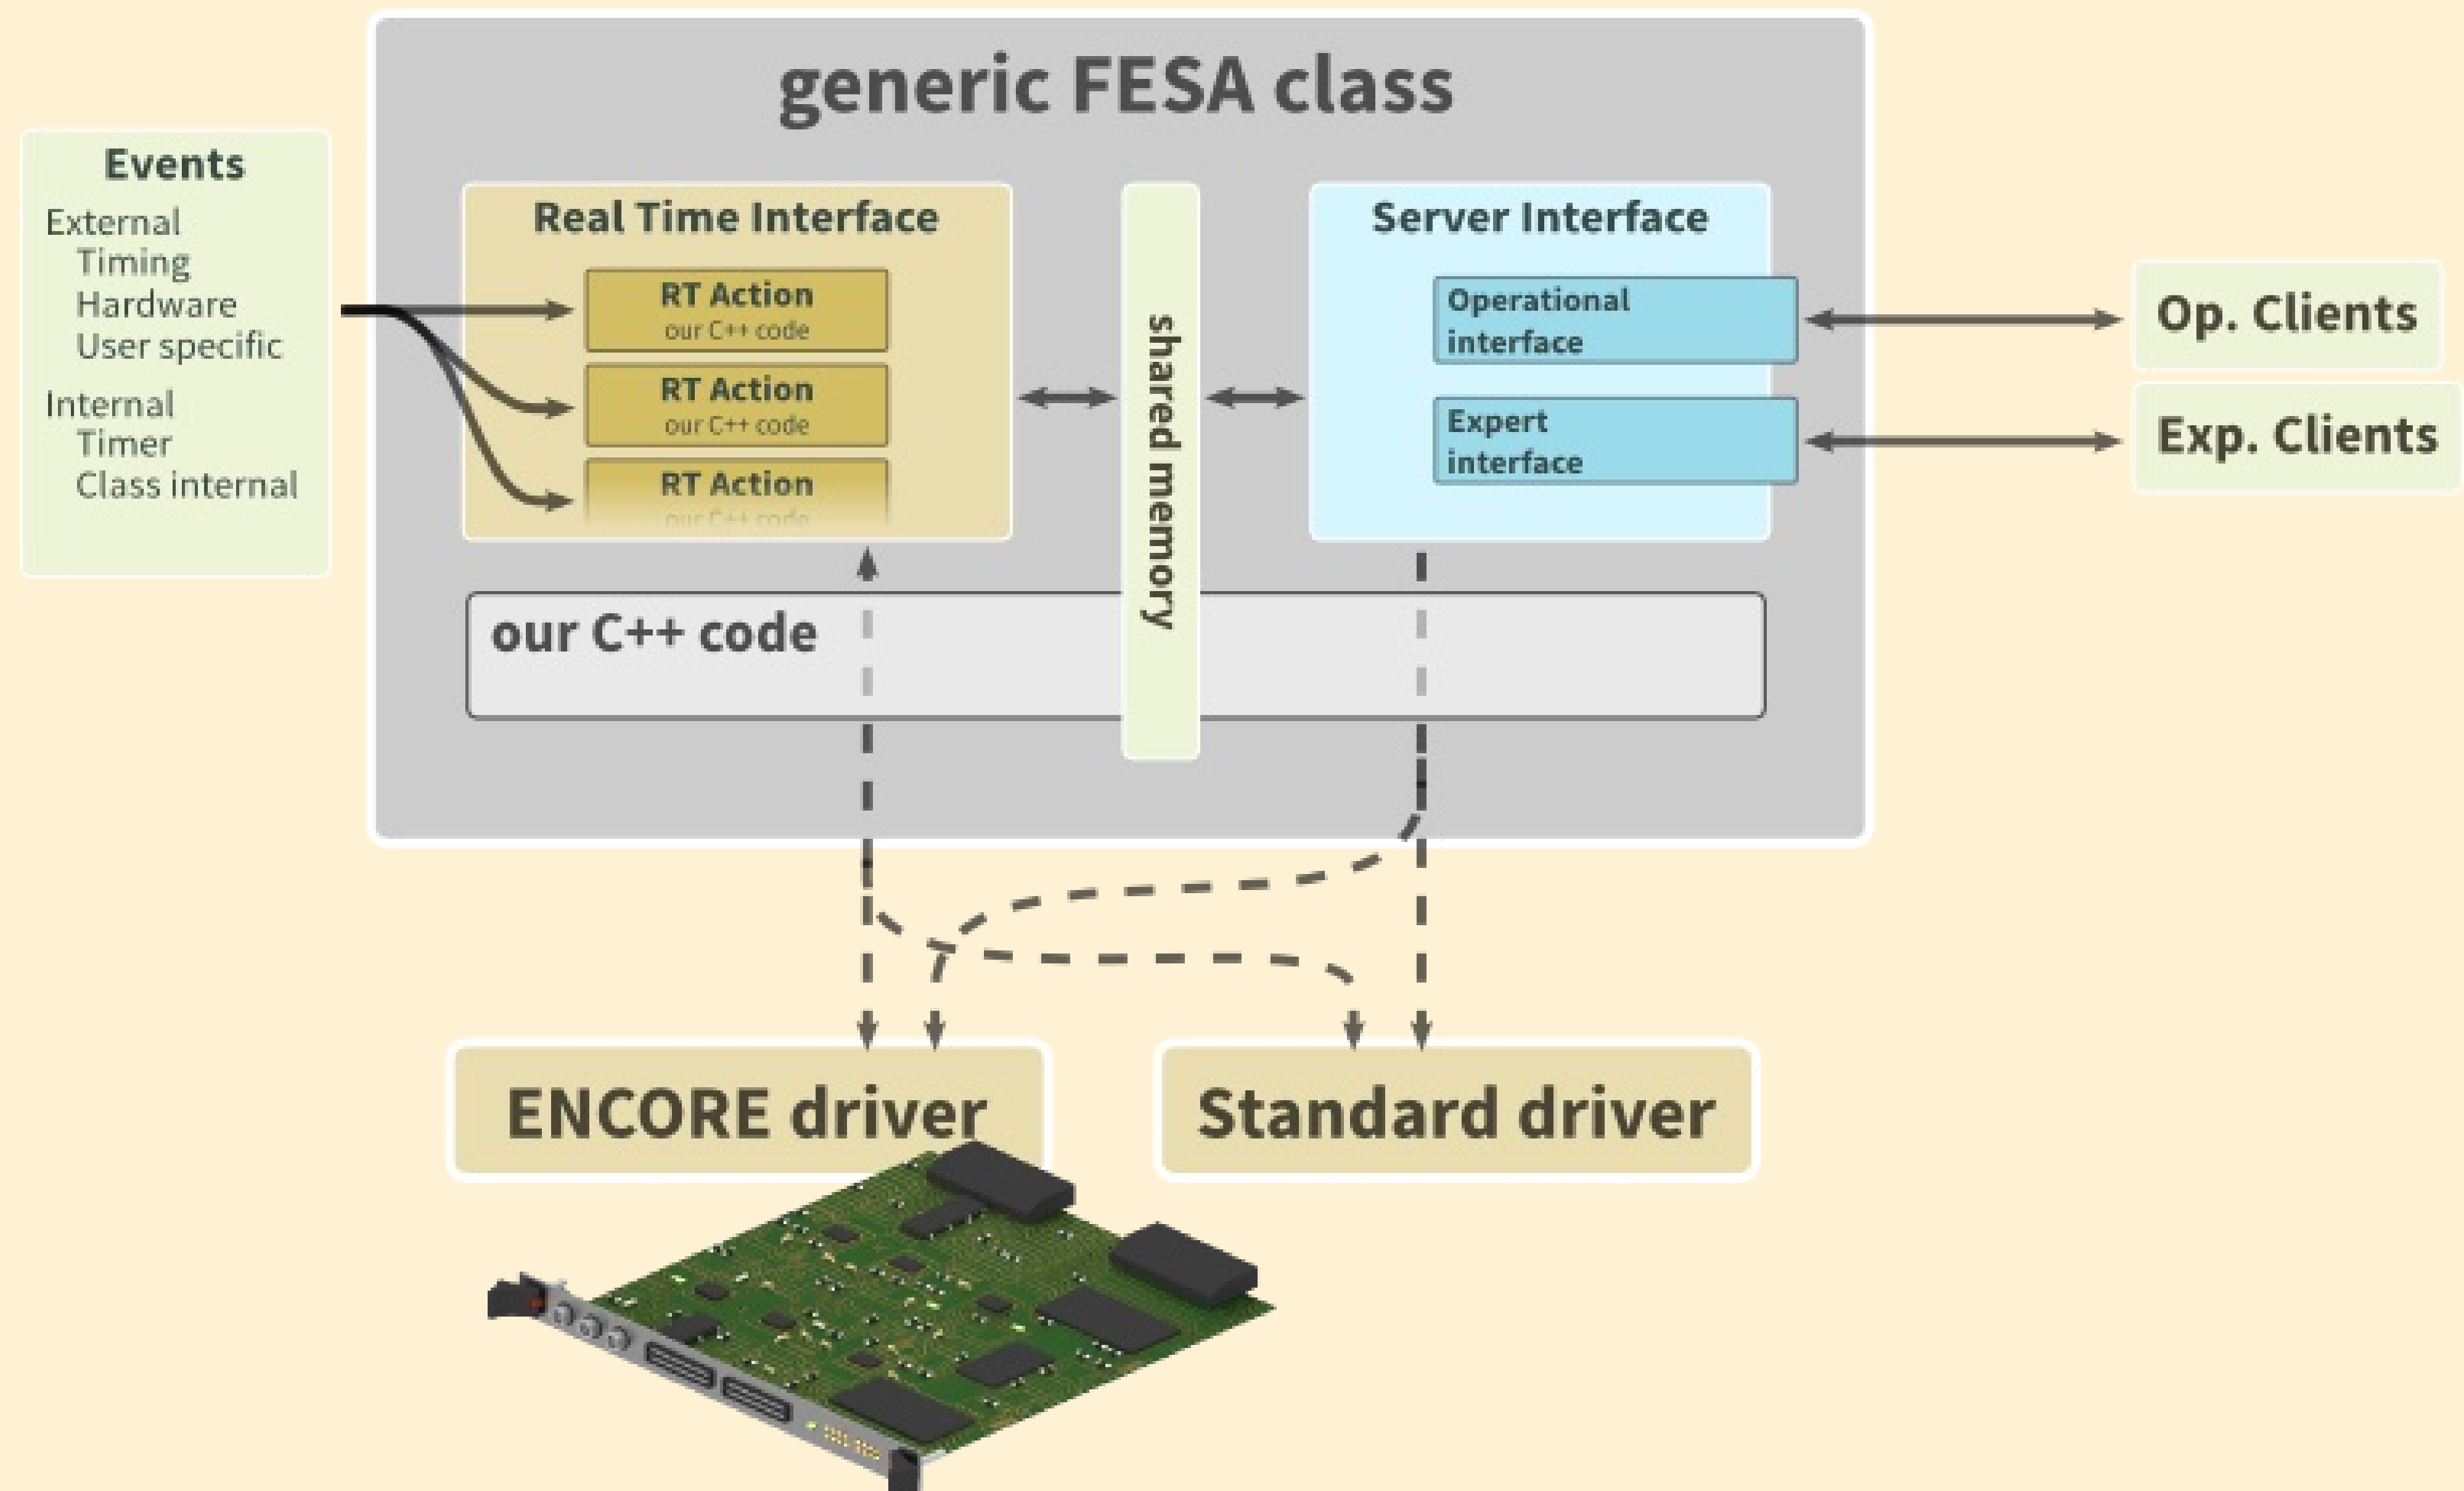 generic FESA class
Events
External
Timing
Hardware
User specific
Internal
Timer
Class internal
Real Time Interface
RT Action
our C++ code
RT Action
our C++ code
RT Action
our C++ code
shared memory
Server Interface
Operational
interface
Expert
interface
Op. Clients
Exp. Clients
our C++ code
ENCORE driver
Standard driver